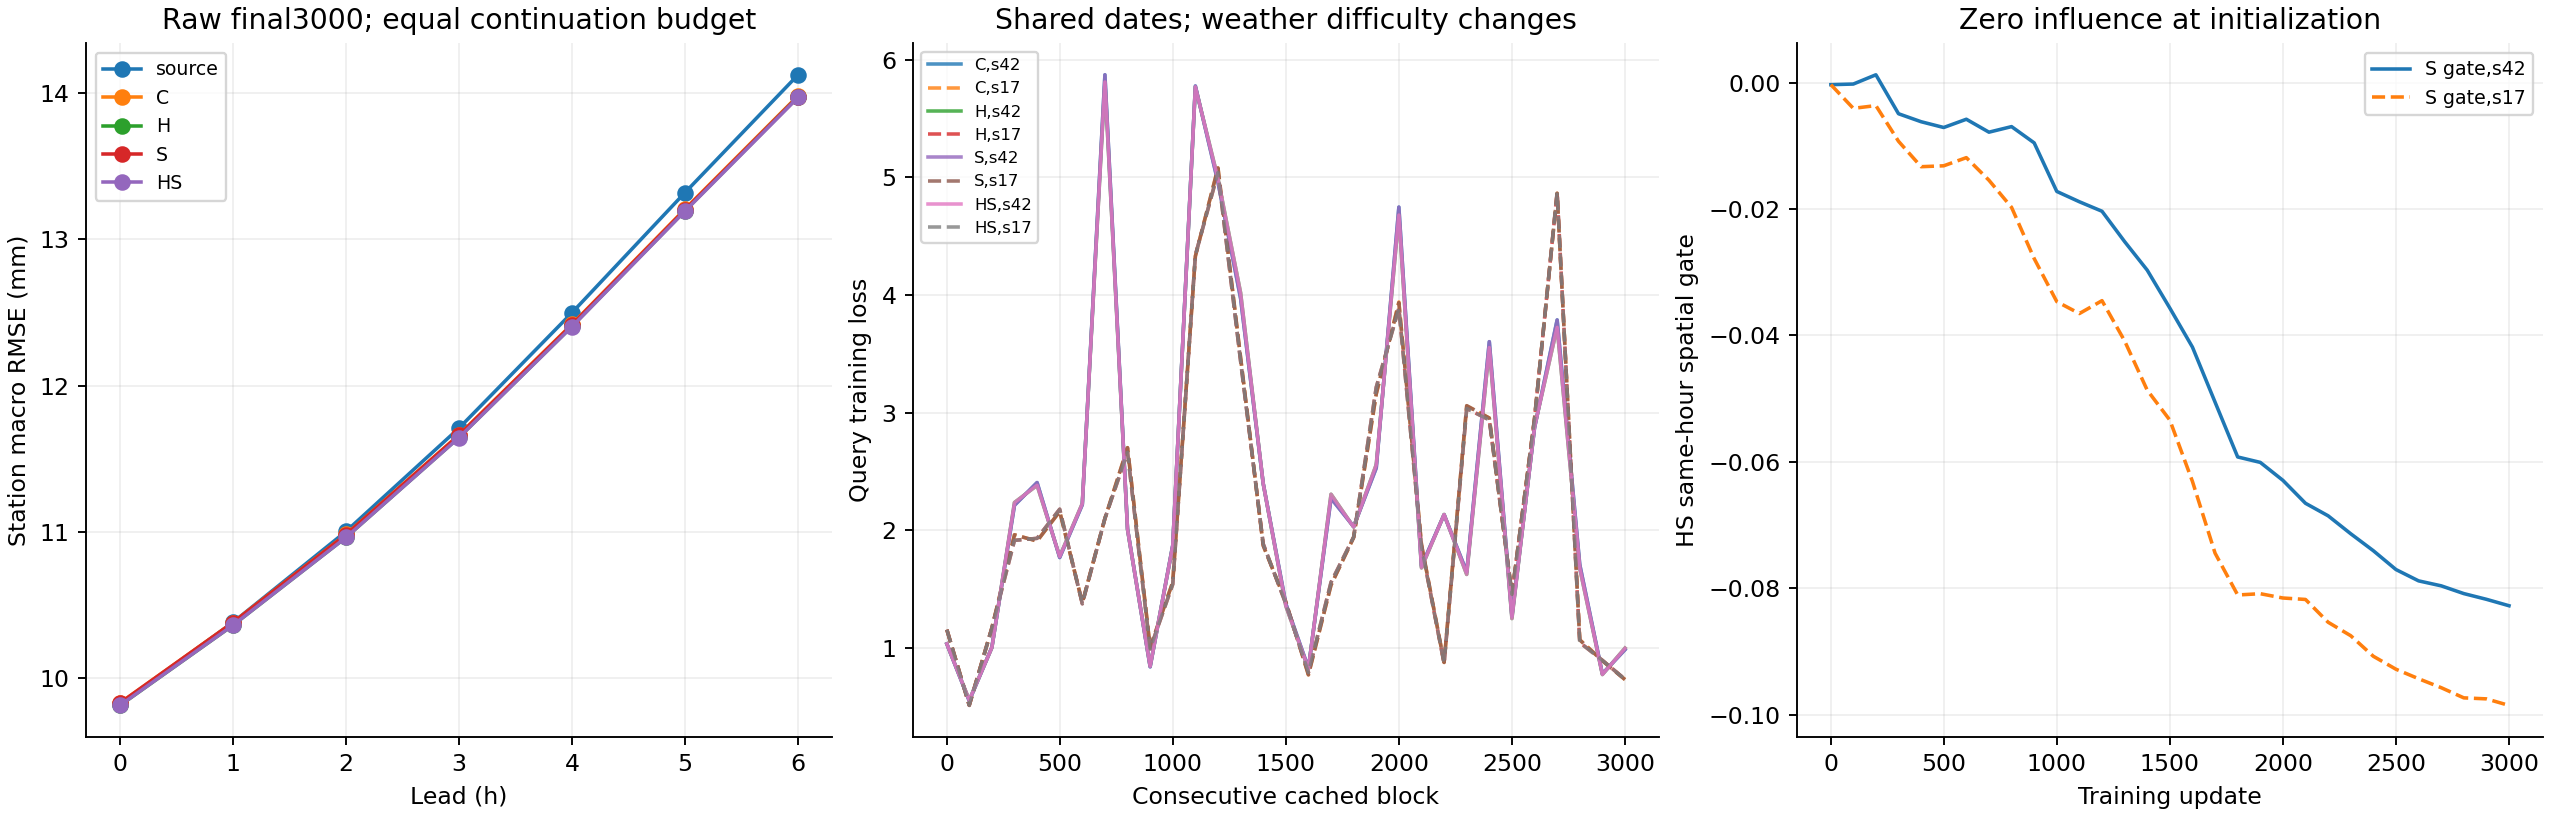 Raw final3000; equal continuation budget
Station macro RMSE (mm)
14
13
12
11
10
source
C
H
S
HS
0 1 2 3 4 5 6
Lead (h)
Shared dates; weather difficulty changes
Query training loss
6
5
4
3
2
1
C,s42
C,s17
H,s42
H,s17
S,s42
S,s17
HS,s42
HS,s17
0 500 1000 1500 2000 2500 3000
Consecutive cached block
Zero influence at initialization
HS same-hour spatial gate
0.00
−0.02
−0.04
−0.06
−0.08
−0.10
S gate,s42
S gate,s17
0 500 1000 1500 2000 2500 3000
Training update